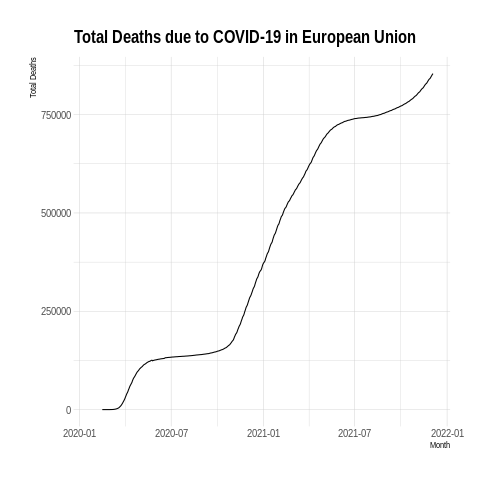 Total Deaths due to COVID-19 in European Union
Total Deaths
750000
500000
250000
0
2020-01 2020-07 2021-01 2021-07 2022-01
Month